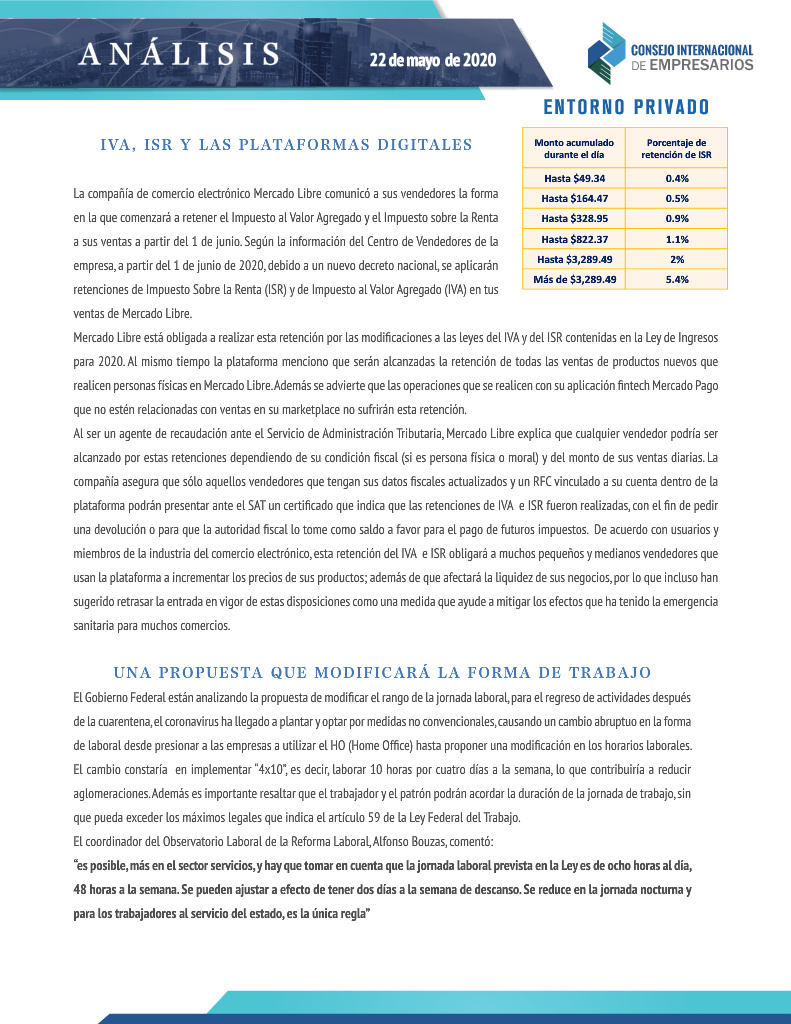 ANÁLISIS
22 de mayo de 2020
CONSEJO INTERNACIONAL
DE EMPRESARIOS
ENTORNO PRIVADO
IVA, ISR Y LAS PLATAFORMAS DIGITALES
Monto acumulado durante el día Porcentaje de retención de ISR
Hasta $49.34 0.4%
Hasta $164.47 0.5%
Hasta $328.95 0.9%
Hasta $822.37 1.1%
Hasta $3,289.49 2%
Más de $3,289.49 5.4%
La compañía de comercio electrónico Mercado Libre comunicó a sus vendedores la forma
en la que comenzará a retener el Impuesto al Valor Agregado y el Impuesto sobre la Renta
a sus ventas a partir del 1 de junio. Según la información del Centro de Vendedores de la
empresa, a partir del 1 de junio de 2020, debido a un nuevo decreto nacional, se aplicarán
retenciones de Impuesto Sobre la Renta (ISR) y de Impuesto al Valor Agregado (IVA) en tus
ventas de Mercado Libre.
Mercado Libre está obligada a realizar esta retención por las modificaciones a las leyes del IVA y del ISR contenidas en la Ley de Ingresos
para 2020. Al mismo tiempo la plataforma menciono que serán alcanzadas la retención de todas las ventas de productos nuevos que
realicen personas físicas en Mercado Libre. Además se advierte que las operaciones que se realicen con su aplicación fintech Mercado Pago
que no estén relacionadas con ventas en su marketplace no sufrirán esta retención.
Al ser un agente de recaudación ante el Servicio de Administración Tributaria, Mercado Libre explica que cualquier vendedor podría ser
alcanzado por estas retenciones dependiendo de su condición fiscal (si es persona física o moral) y del monto de sus ventas diarias. La
compañía asegura que sólo aquellos vendedores que tengan sus datos fiscales actualizados y un RFC vinculado a su cuenta dentro de la
plataforma podrán presentar ante el SAT un certificado que indica que las retenciones de IVA e ISR fueron realizadas, con el fin de pedir
una devolución o para que la autoridad fiscal lo tome como saldo a favor para el pago de futuros impuestos. De acuerdo con usuarios y
miembros de la industria del comercio electrónico, esta retención del IVA e ISR obligará a muchos pequeños y medianos vendedores que
usan la plataforma a incrementar los precios de sus productos; además de que afectará la liquidez de sus negocios, por lo que incluso han
sugerido retrasar la entrada en vigor de estas disposiciones como una medida que ayude a mitigar los efectos que ha tenido la emergencia
sanitaria para muchos comercios.
UNA PROPUESTA QUE MODIFICARÁ LA FORMA DE TRABAJO
El Gobierno Federal están analizando la propuesta de modificar el rango de la jornada laboral, para el regreso de actividades después
de la cuarentena, el coronavirus ha llegado a plantar y optar por medidas no convencionales, causando un cambio abruptuo en la forma
de laboral desde presionar a las empresas a utilizar el HO (Home Office) hasta proponer una modificación en los horarios laborales.
El cambio constaría en implementar “4x10”, es decir, laborar 10 horas por cuatro días a la semana, lo que contribuiría a reducir
aglomeraciones. Además es importante resaltar que el trabajador y el patrón podrán acordar la duración de la jornada de trabajo, sin
que pueda exceder los máximos legales que indica el artículo 59 de la Ley Federal del Trabajo.
El coordinador del Observatorio Laboral de la Reforma Laboral, Alfonso Bouzas, comentó:
“es posible, más en el sector servicios, y hay que tomar en cuenta que la jornada laboral prevista en la Ley es de ocho horas al día,
48 horas a la semana. Se pueden ajustar a efecto de tener dos días a la semana de descanso. Se reduce en la jornada nocturna y
para los trabajadores al servicio del estado, es la única regla”